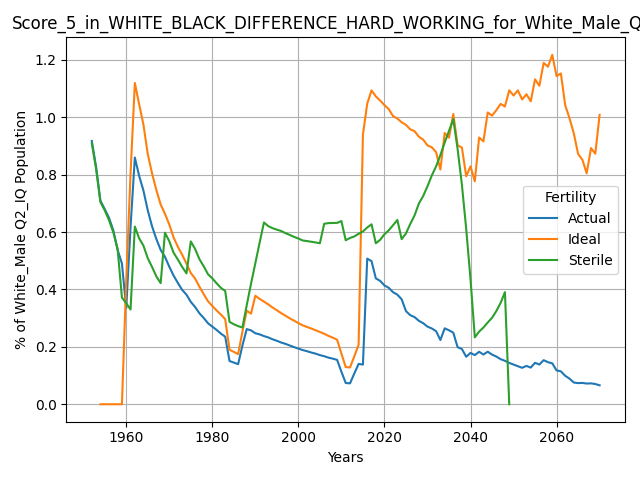 Score_5_in_WHITE_BLACK_DIFFERENCE_HARD_WORKING_for_White_Male_Q
1.2
1.0
0.8
0.6
0.4
0.2
0.0
% of White_Male Q2_IQ Population
Fertility
Actual
Ideal
Sterile
1960 1980 2000 2020 2040 2060
Years